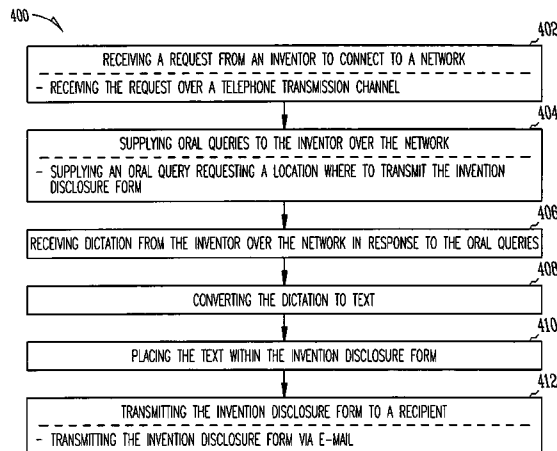 400
402
RECEIVING A REQUEST FROM AN INVENTOR TO CONNECT TO A NETWORK
- RECEIVING THE REQUEST OVER A TELEPHONE TRANSMISSION CHANNEL
404
SUPPLYING ORAL QUERIES TO THE INVENTOR OVER THE NETWORK
- SUPPLYING AN ORAL QUERY REQUESTING A LOCATION WHERE TO TRANSMIT THE INVENTION
DISCLOSURE FORM
406
RECEIVING DICTATION FROM THE INVENTOR OVER THE NETWORK IN RESPONSE TO THE ORAL QUERIES
408
CONVERTING THE DICTATION TO TEXT
410
PLACING THE TEXT WITHIN THE INVENTION DISCLOSURE FORM
412
TRANSMITTING THE INVENTION DISCLOSURE FORM TO A RECIPIENT
- TRANSMITTING THE INVENTION DISCLOSURE FORM VIA E-MAIL